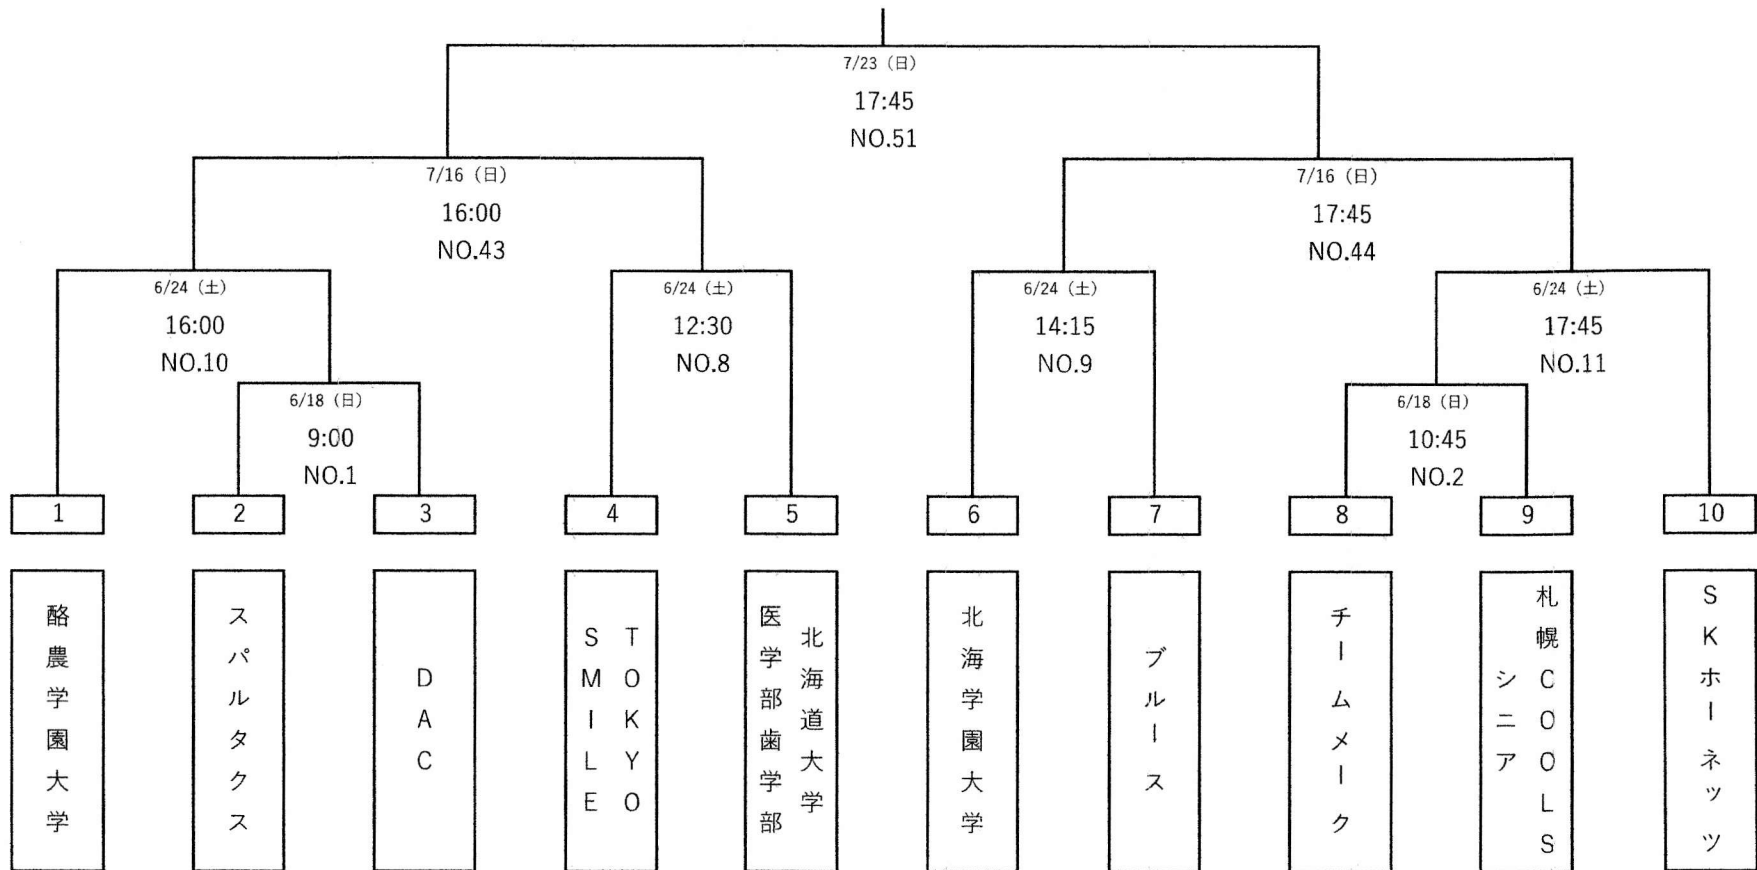 7/23（日）
17:45
NO.51
7/16（日）
16:00
NO.43
7/16（日）
17:45
NO.44
6/24（土）
16:00
NO.10
6/24（土）
12:30
NO.8
6/24（土）
14:15
NO.9
6/24（土）
17:45
NO.11
6/18（日）
9:00
NO.1
6/18（日）
10:45
NO.2
1
2
3
4
5
6
7
8
9
10
酪農学園大学
スパルタクス
DAC
TOKYO
SMILE
北海道大学
医学部歯学部
北海学園大学
ブルース
チームメーク
札幌COOLS
シニア
SKホーネッツ